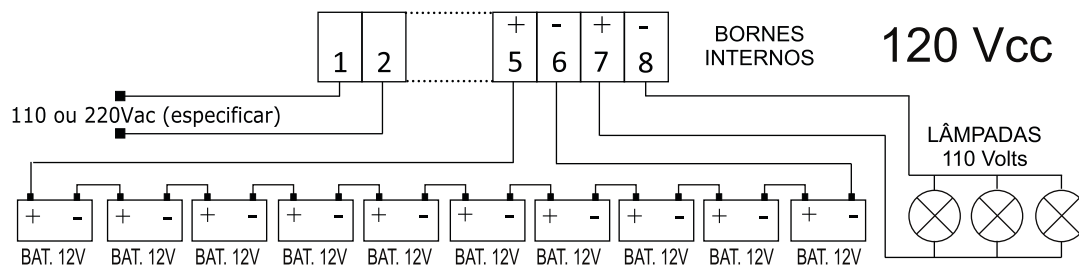 + - + -
1 2 5 6 7 8
BORNES
INTERNOS
120 Vcc
110 ou 220Vac (especificar)
LÂMPADAS
110 Volts
+ - + - + - + - + - + - + - + - + - + -
BAT. 12V BAT. 12V BAT. 12V BAT. 12V BAT. 12V BAT. 12V BAT. 12V BAT. 12V BAT. 12V BAT. 12V